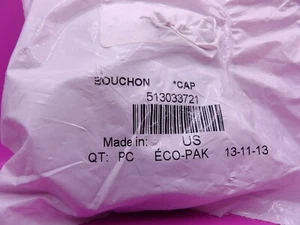 BOUCHON *CAP
513033721
Made in: US
QT: PC ÉCO-PAK 13-11-13